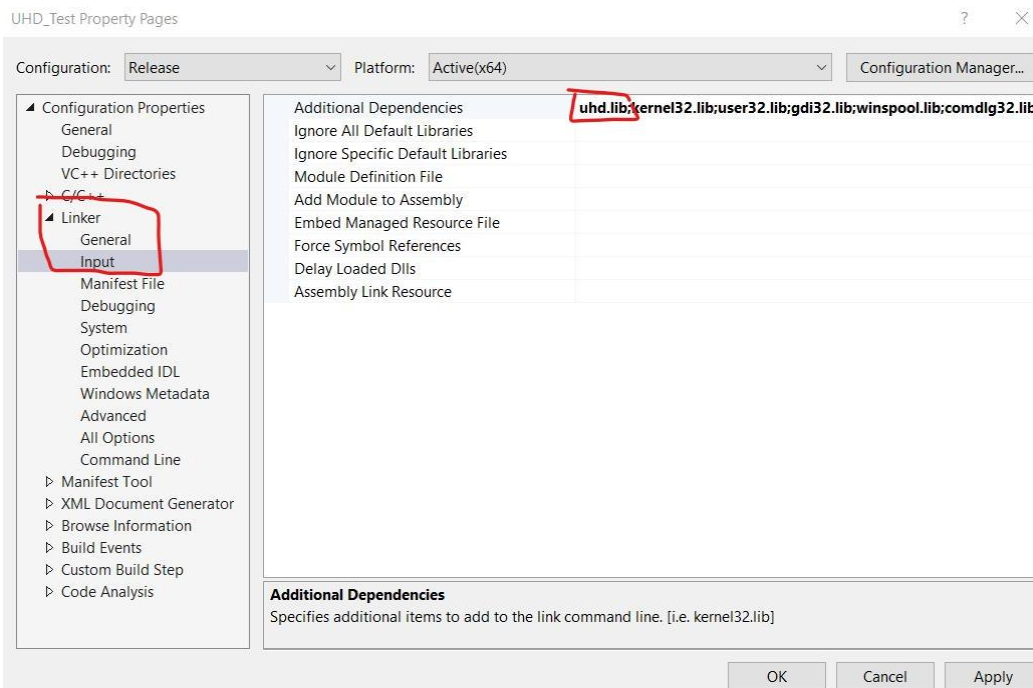 UHD_Test Property Pages
?
Configuration: Release Platform: Active(x64) Configuration Manager...
Configuration Properties
General
Debugging
VC++ Directories
C/C++
Linker
General
Input
Manifest File
Debugging
System
Optimization
Embedded IDL
Windows Metadata
Advanced
All Options
Command Line
Manifest Tool
XML Document Generator
Browse Information
Build Events
Custom Build Step
Code Analysis
Additional Dependencies uhd.lib;kernel32.lib;user32.lib;gdi32.lib;winspool.lib;comdlg32.lib
Ignore All Default Libraries
Ignore Specific Default Libraries
Module Definition File
Add Module to Assembly
Embed Managed Resource File
Force Symbol References
Delay Loaded Dlls
Assembly Link Resource
Additional Dependencies
Specifies additional items to add to the link command line. [i.e. kernel32.lib]
OK Cancel Apply